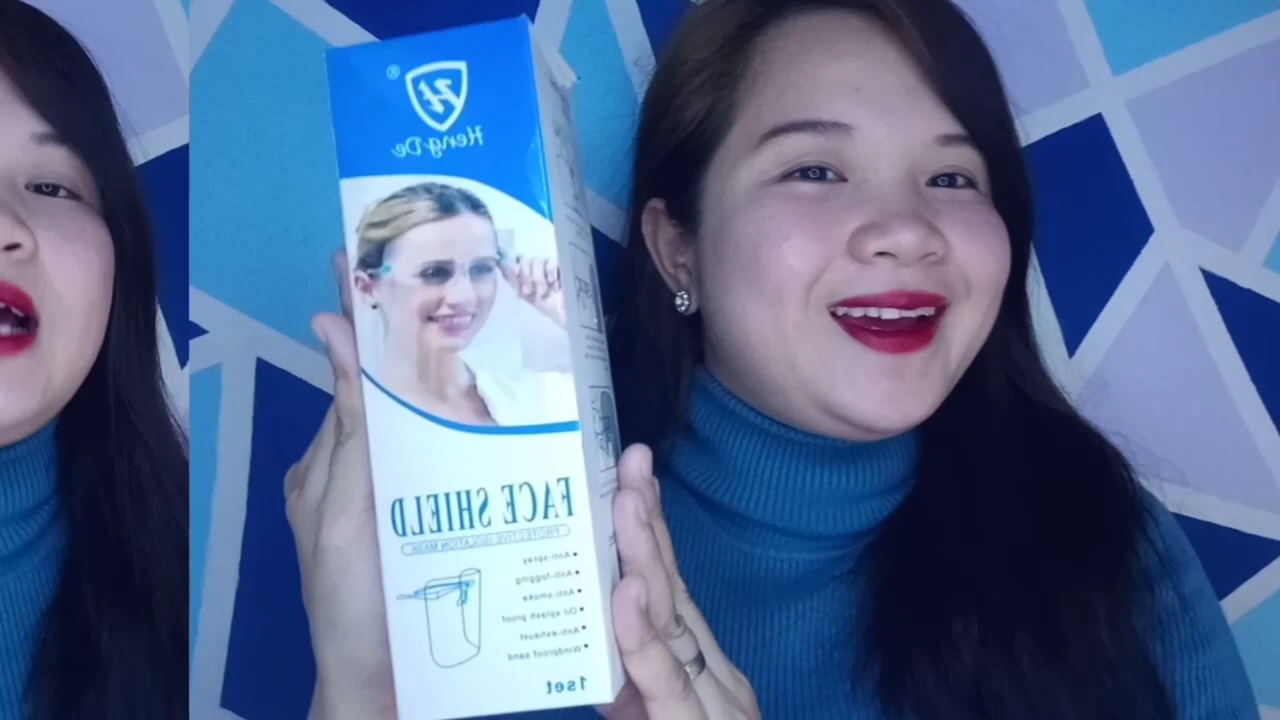 H
®
Heng De
FACE SHIELD
PROTECTIVE ISOLATION MASK
• Anti-spray
• Anti-fogging
• Anti-smoke
• Oil splash proof
• Anti-exhaust
• Windproof sand
1set